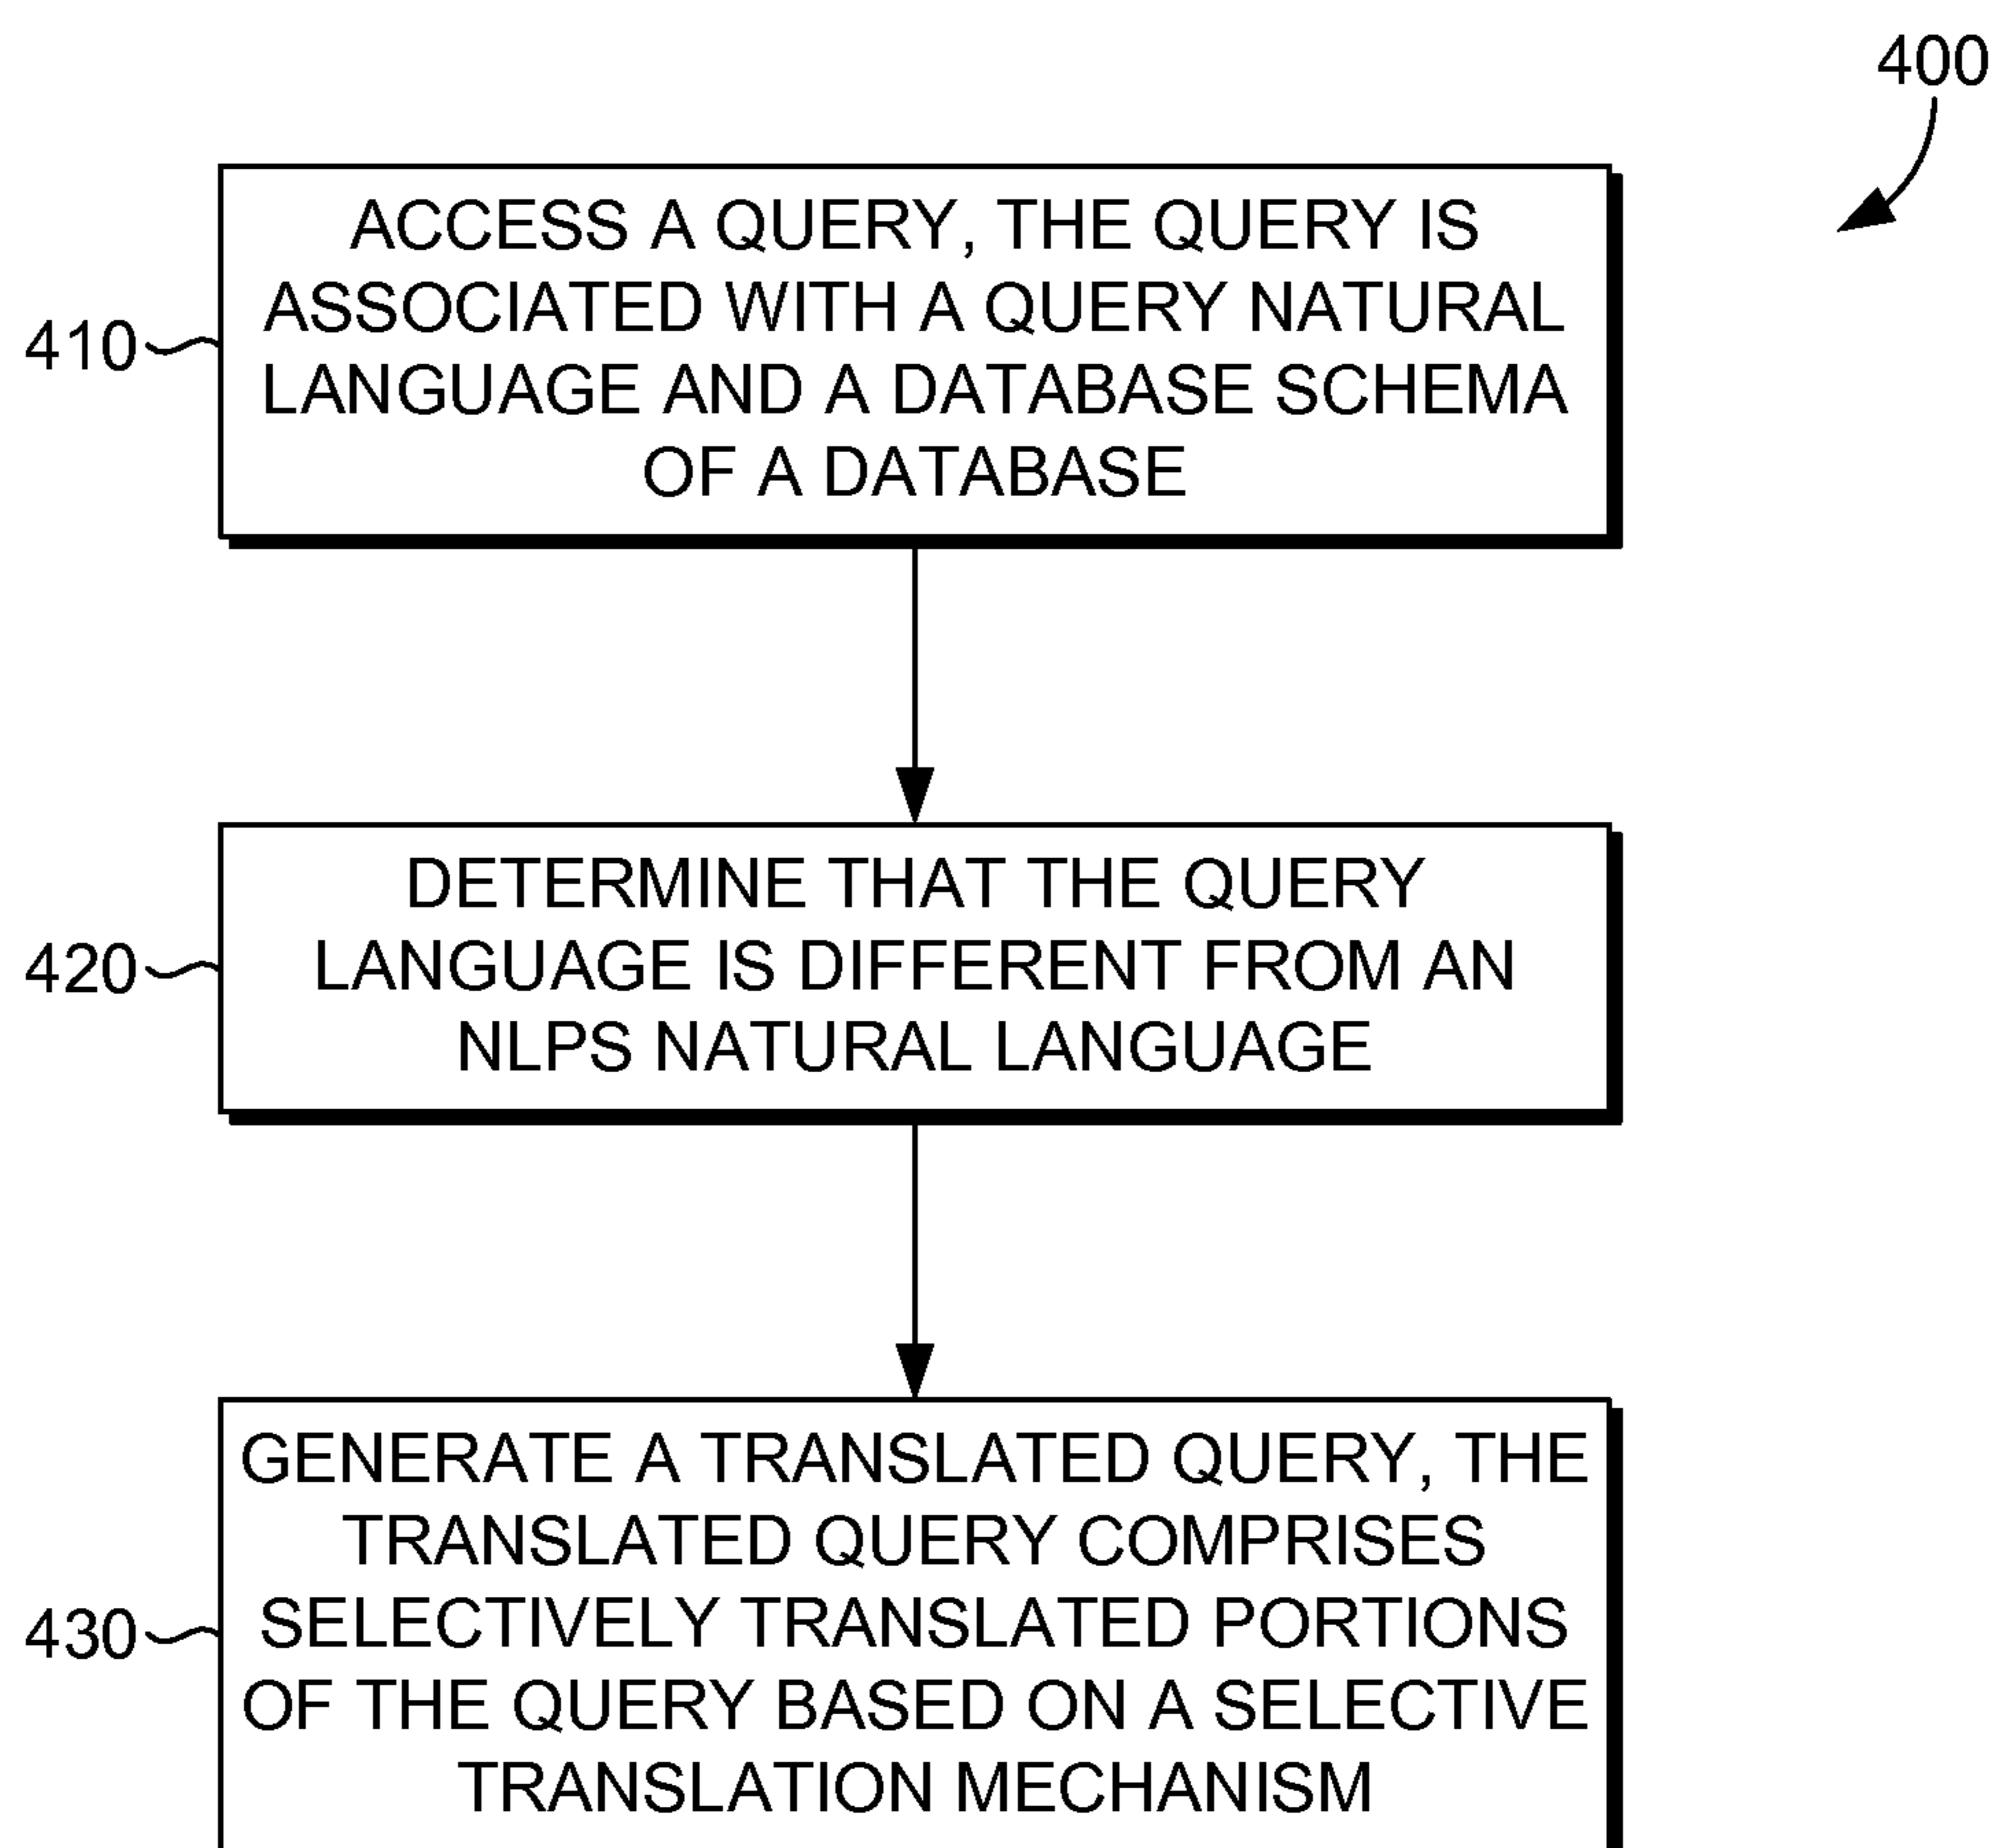 400
ACCESS A QUERY, THE QUERY IS
ASSOCIATED WITH A QUERY NATURAL
LANGUAGE AND A DATABASE SCHEMA
OF A DATABASE
410
DETERMINE THAT THE QUERY
LANGUAGE IS DIFFERENT FROM AN
NLPS NATURAL LANGUAGE
420
GENERATE A TRANSLATED QUERY, THE
TRANSLATED QUERY COMPRISES
SELECTIVELY TRANSLATED PORTIONS
OF THE QUERY BASED ON A SELECTIVE
TRANSLATION MECHANISM
430